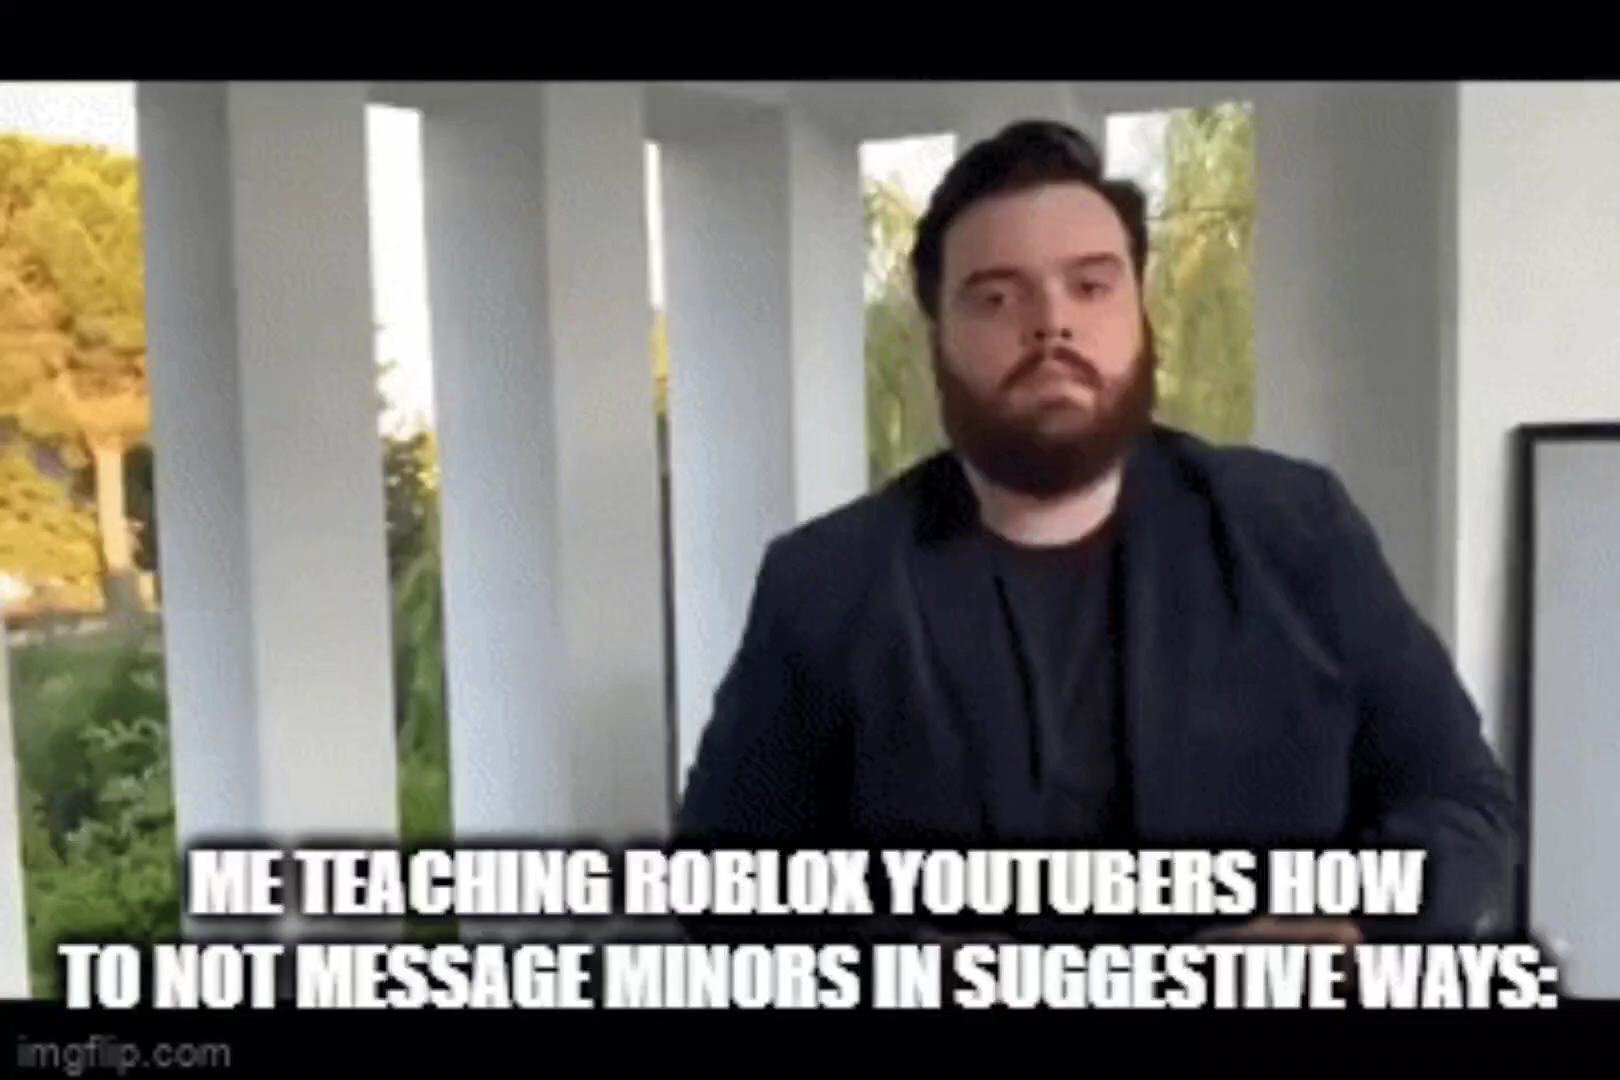 ME TEACHING ROBLOX YOUTUBERS HOW
TO NOT MESSAGE MINORS IN SUGGESTIVE WAYS:
imgflip.com